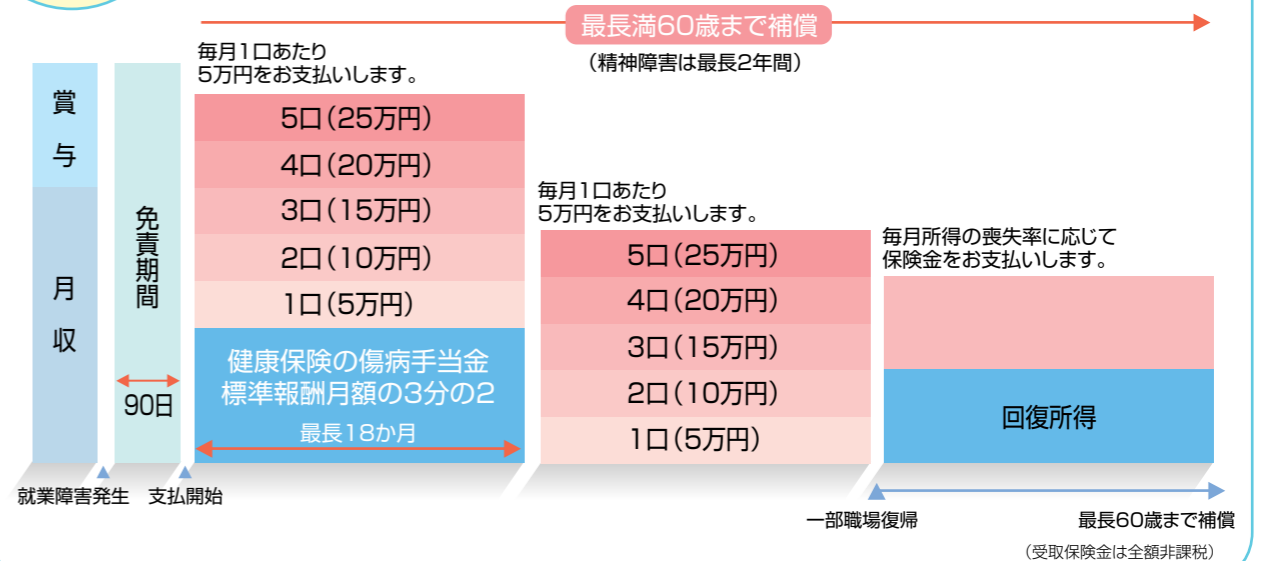 最長満60歳まで補償
(精神障害は最長2年間)
賞与
月収
免責期間
90日
毎月1口あたり
5万円をお支払いします。
5口(25万円)
4口(20万円)
3口(15万円)
2口(10万円)
1口(5万円)
健康保険の傷病手当金
標準報酬月額の3分の2
最長18か月
毎月1口あたり
5万円をお支払いします。
5口(25万円)
4口(20万円)
3口(15万円)
2口(10万円)
1口(5万円)
毎月所得の喪失率に応じて
保険金をお支払いします。
回復所得
就業障害発生
支払開始
一部職場復帰
最長60歳まで補償
(受取保険金は全額非課税)